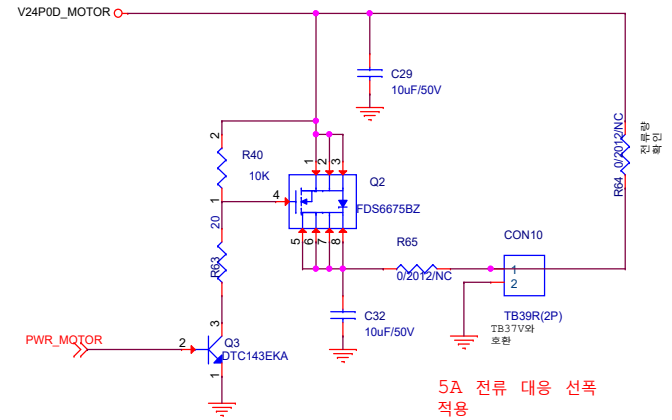 V24P0D_MOTOR
C29
10uF/50V
2
R40
10K
1
1
2
3
4
Q2
FDS6675BZ
5
6
7
8
20
R63
R65
0/2012/NC
CON10
1
2
TB39R(2P)
TB37V와
호환
R64
0/2012/NC
전류량
확인
C32
10uF/50V
PWR_MOTOR
2
3
Q3
DTC143EKA
1
5A 전류 대응 선폭
적용